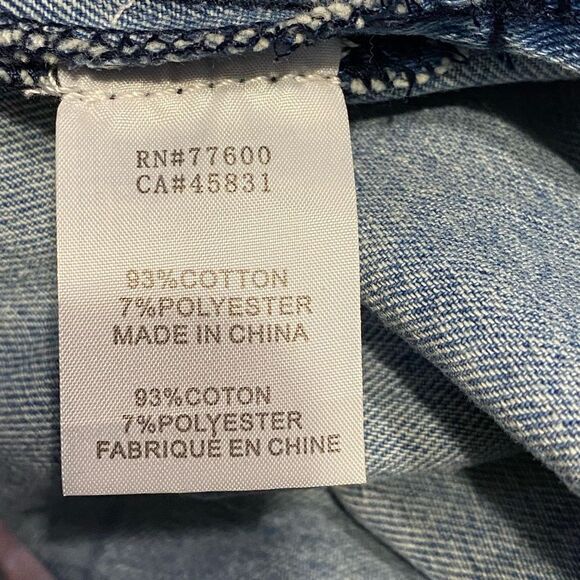 RN#77600
CA#45831
93%COTTON
7%POLYESTER
MADE IN CHINA
93%COTON
7%POLYESTER
FABRIQUE EN CHINE